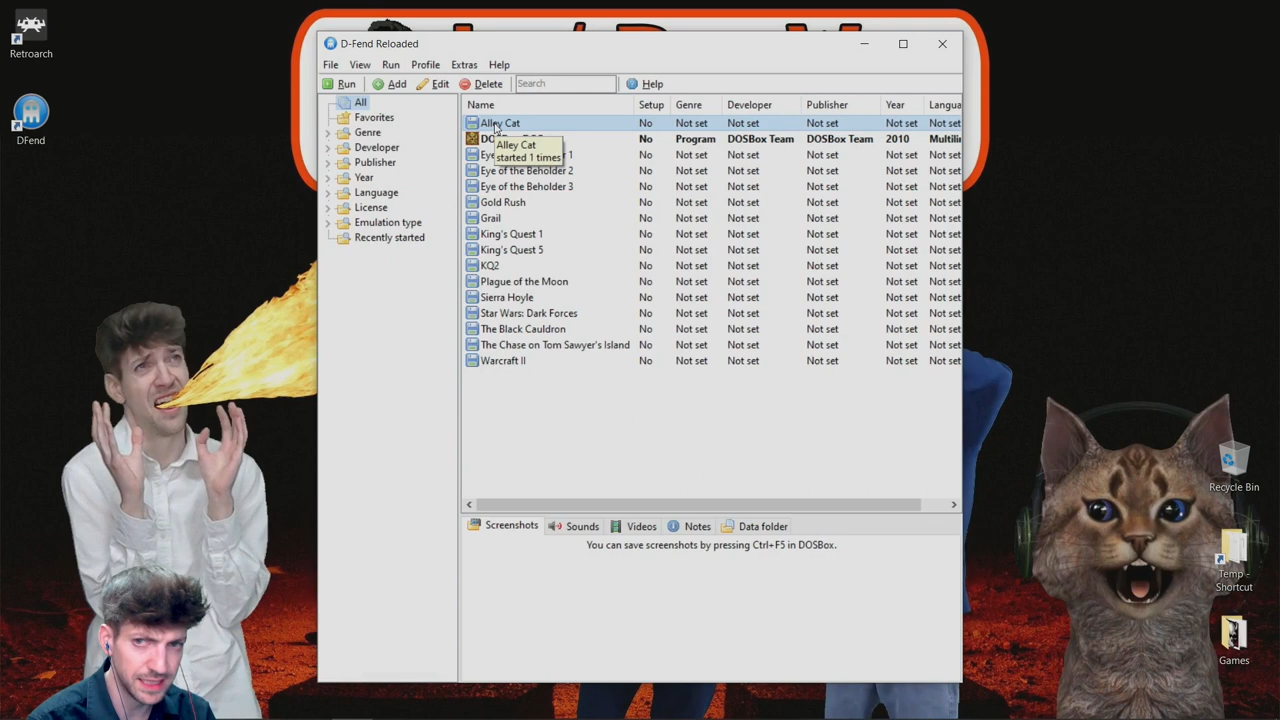 Retroarch
DFend
D-Fend Reloaded
File View Run Profile Extras Help
Run Add Edit Delete Search Help
All
Favorites
Genre
Developer
Publisher
Year
Language
License
Emulation type
Recently started
Name Setup Genre Developer Publisher Year
Alley Cat No Not set Not set Not set Not set Not set
No Program DOSBox Team DOSBox Team 2010
Alley Cat
started 1 times
1 No Not set Not set Not set Not set Not set
Eye of the Beholder 2 No Not set Not set Not set Not set Not set
Eye of the Beholder 3 No Not set Not set Not set Not set Not set
Gold Rush No Not set Not set Not set Not set Not set
Grail No Not set Not set Not set Not set Not set
King's Quest 1 No Not set Not set Not set Not set Not set
King's Quest 5 No Not set Not set Not set Not set Not set
KQ2 No Not set Not set Not set Not set Not set
Plague of the Moon No Not set Not set Not set Not set Not set
Sierra Hoyle No Not set Not set Not set Not set Not set
Star Wars: Dark Forces No Not set Not set Not set Not set Not set
The Black Cauldron No Not set Not set Not set Not set Not set
The Chase on Tom Sawyer's Island No Not set Not set Not set Not set Not set
Warcraft II No Not set Not set Not set Not set Not set
Screenshots Sounds Videos Notes Data folder
You can save screenshots by pressing Ctrl+F5 in DOSBox.
Recycle Bin
Temp -
Shortcut
Games